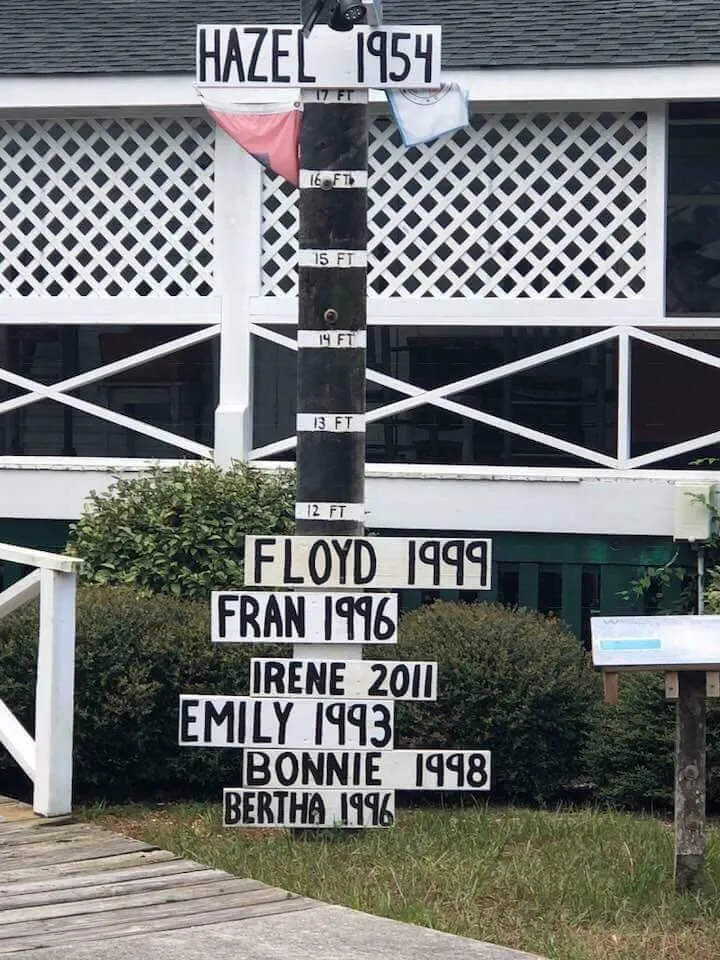 HAZEL 1954
17 FT
16 FT
15 FT
14 FT
13 FT
12 FT
FLOYD 1999
FRAN 1996
IRENE 2011
EMILY 1993
BONNIE 1998
BERTHA 1996